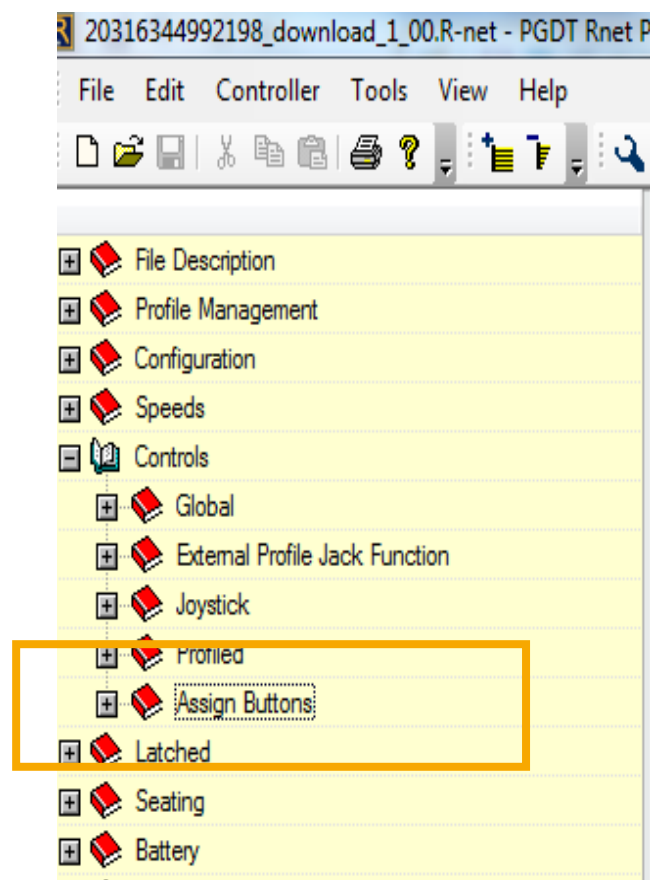 20316344992198_download_1_00.R-net - PGDT Rnet P
File Edit Controller Tools View Help
File Description
Profile Management
Configuration
Speeds
Controls
Global
External Profile Jack Function
Joystick
Profiled
Assign Buttons
Latched
Seating
Battery